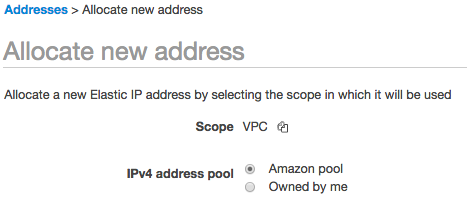 Addresses > Allocate new address
Allocate new address
Allocate a new Elastic IP address by selecting the scope in which it will be used
Scope VPC
IPv4 address pool Amazon pool
Owned by me